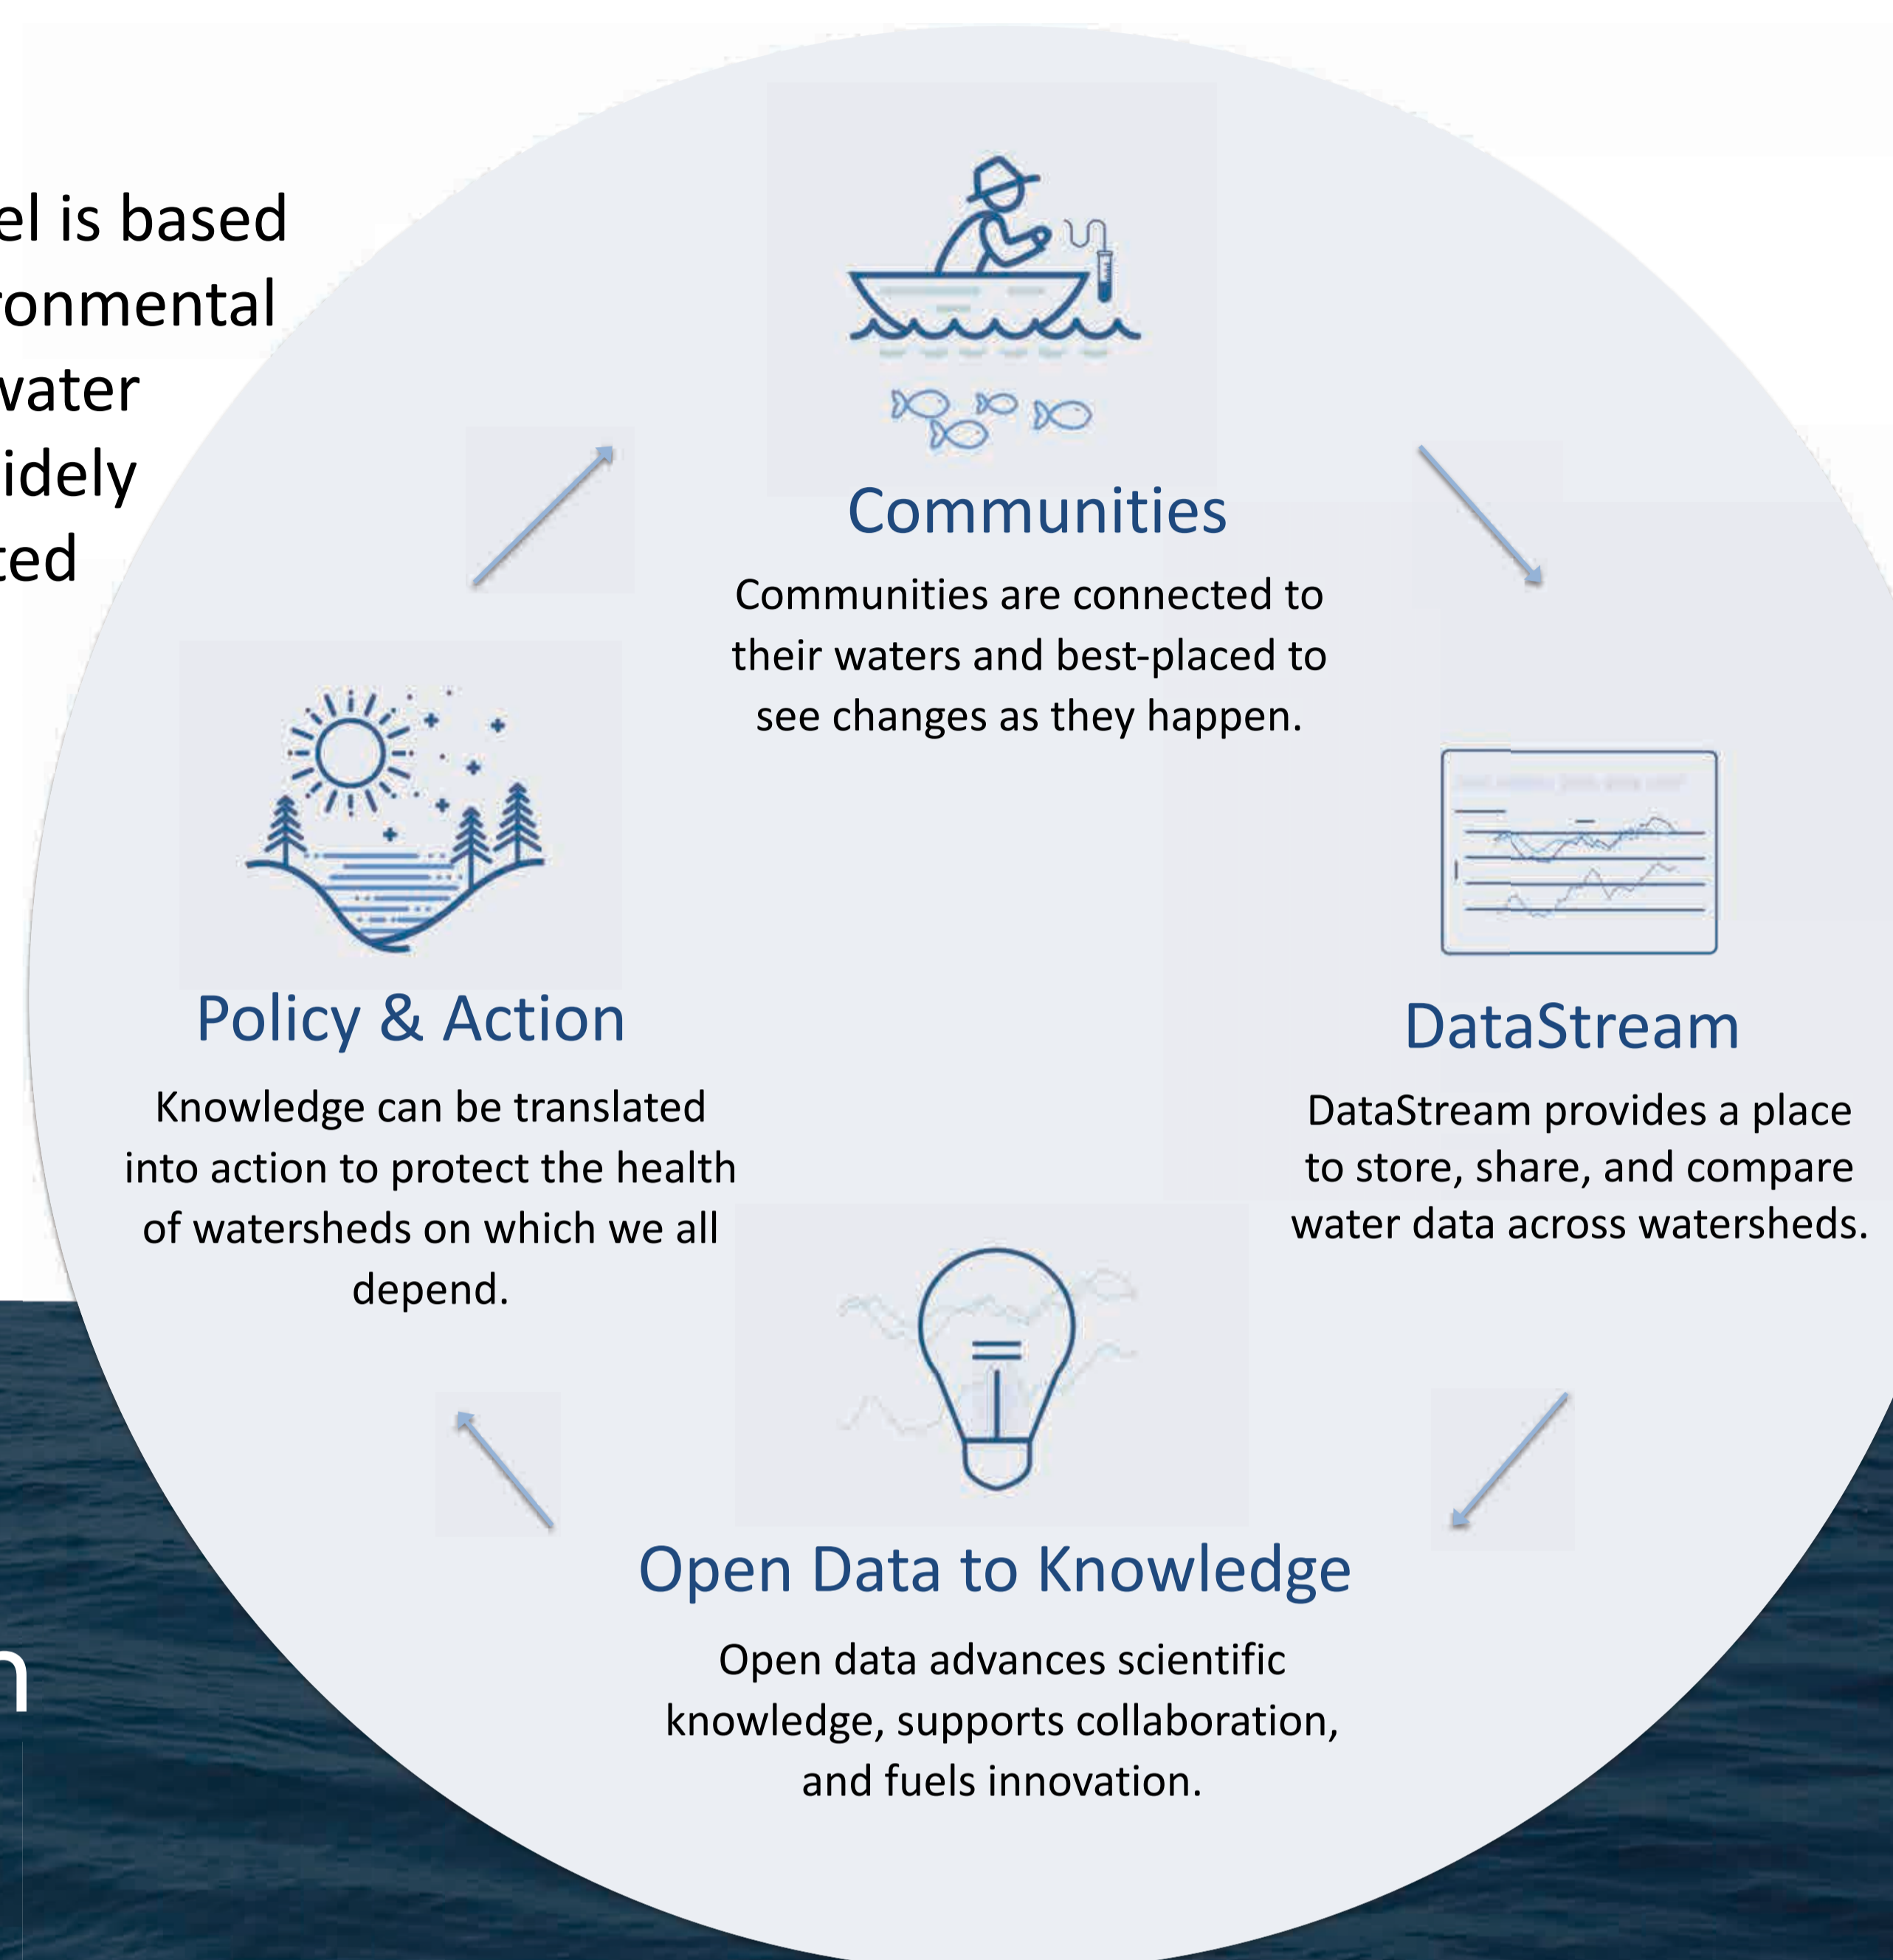 el is based
ronmental
water
idely
ted
Communities
Communities are connected to
their waters and best-placed to
see changes as they happen.
Policy & Action
Knowledge can be translated
into action to protect the health
of watersheds on which we all
depend.
DataStream
DataStream provides a place
to store, share, and compare
water data across watersheds.
Open Data to Knowledge
Open data advances scientific
knowledge, supports collaboration,
and fuels innovation.
n